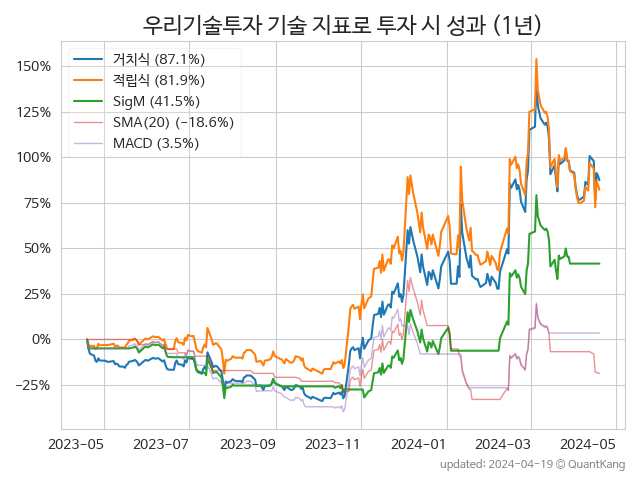 우리기술투자 기술 지표로 투자 시 성과 (1년)
거치식 (87.1%)
적립식 (81.9%)
SigM (41.5%)
SMA(20) (−18.6%)
MACD (3.5%)
150%
125%
100%
75%
50%
25%
0%
−25%
2023-05 2023-07 2023-09 2023-11 2024-01 2024-03 2024-05
updated: 2024-04-19 © QuantKang